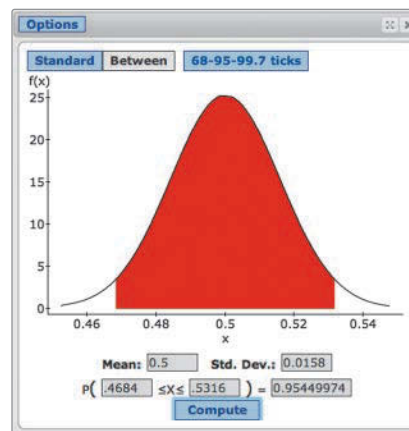 Options
Standard Between 68-95-99.7 ticks
f(x)
25
20
15
10
5
0
0.46 0.48 0.5 0.52 0.54
x
Mean: 0.5 Std. Dev.: 0.0158
P( .4684 ≤X≤ .5316 ) = 0.95449974
Compute